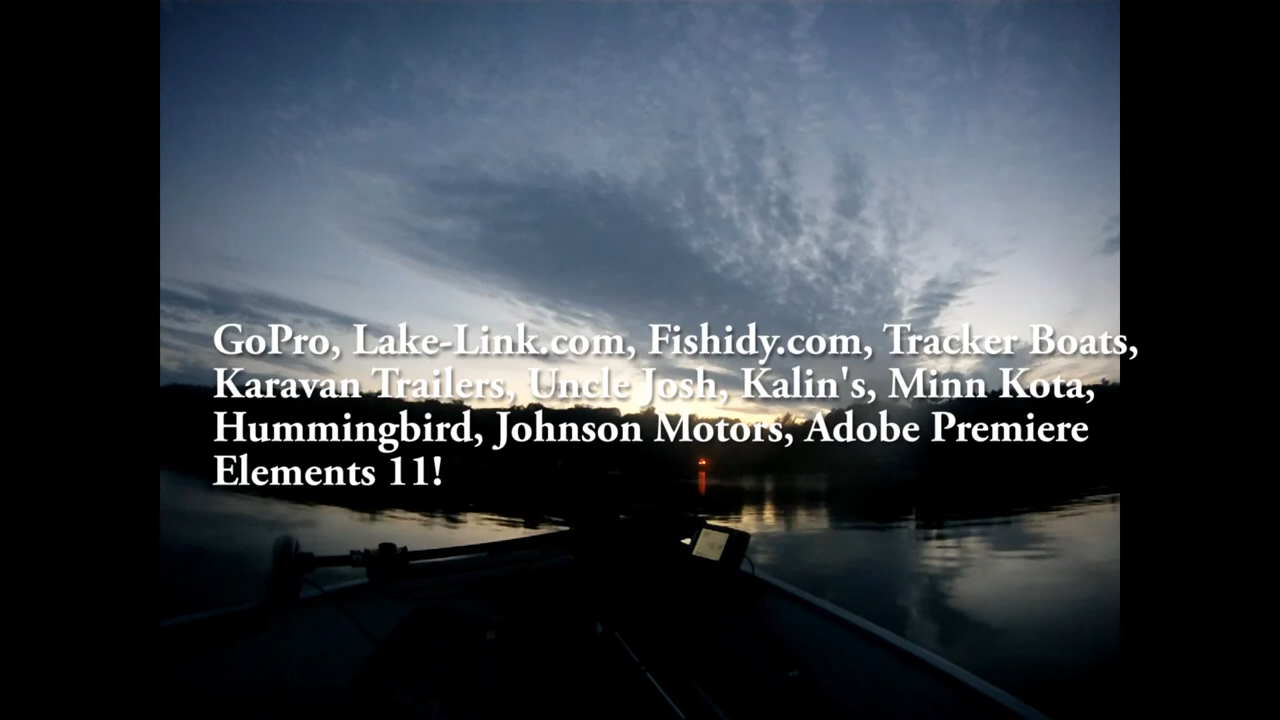 GoPro, Lake-Link.com, Fishidy.com, Tracker Boats,
Karavan Trailers, Uncle Josh, Kalin's, Minn Kota,
Hummingbird, Johnson Motors, Adobe Premiere
Elements 11!